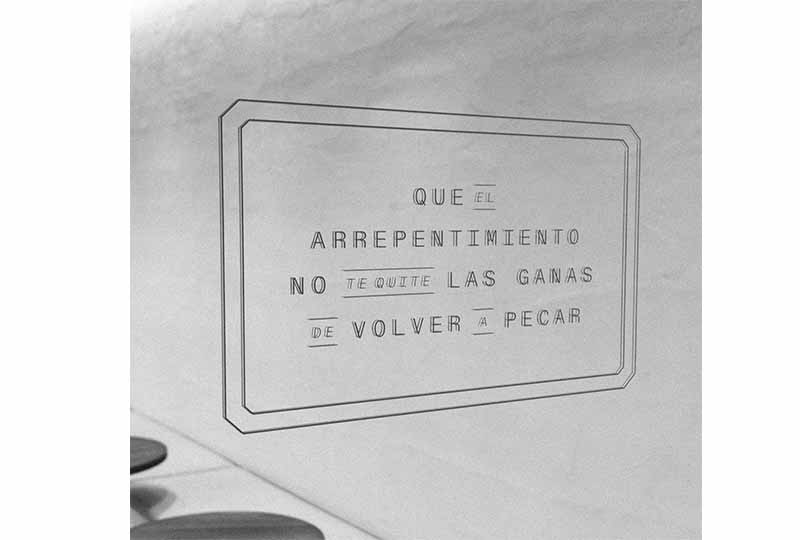 QUE EL
ARREPENTIMIENTO
NO TE QUITE LAS GANAS
DE VOLVER A PECAR